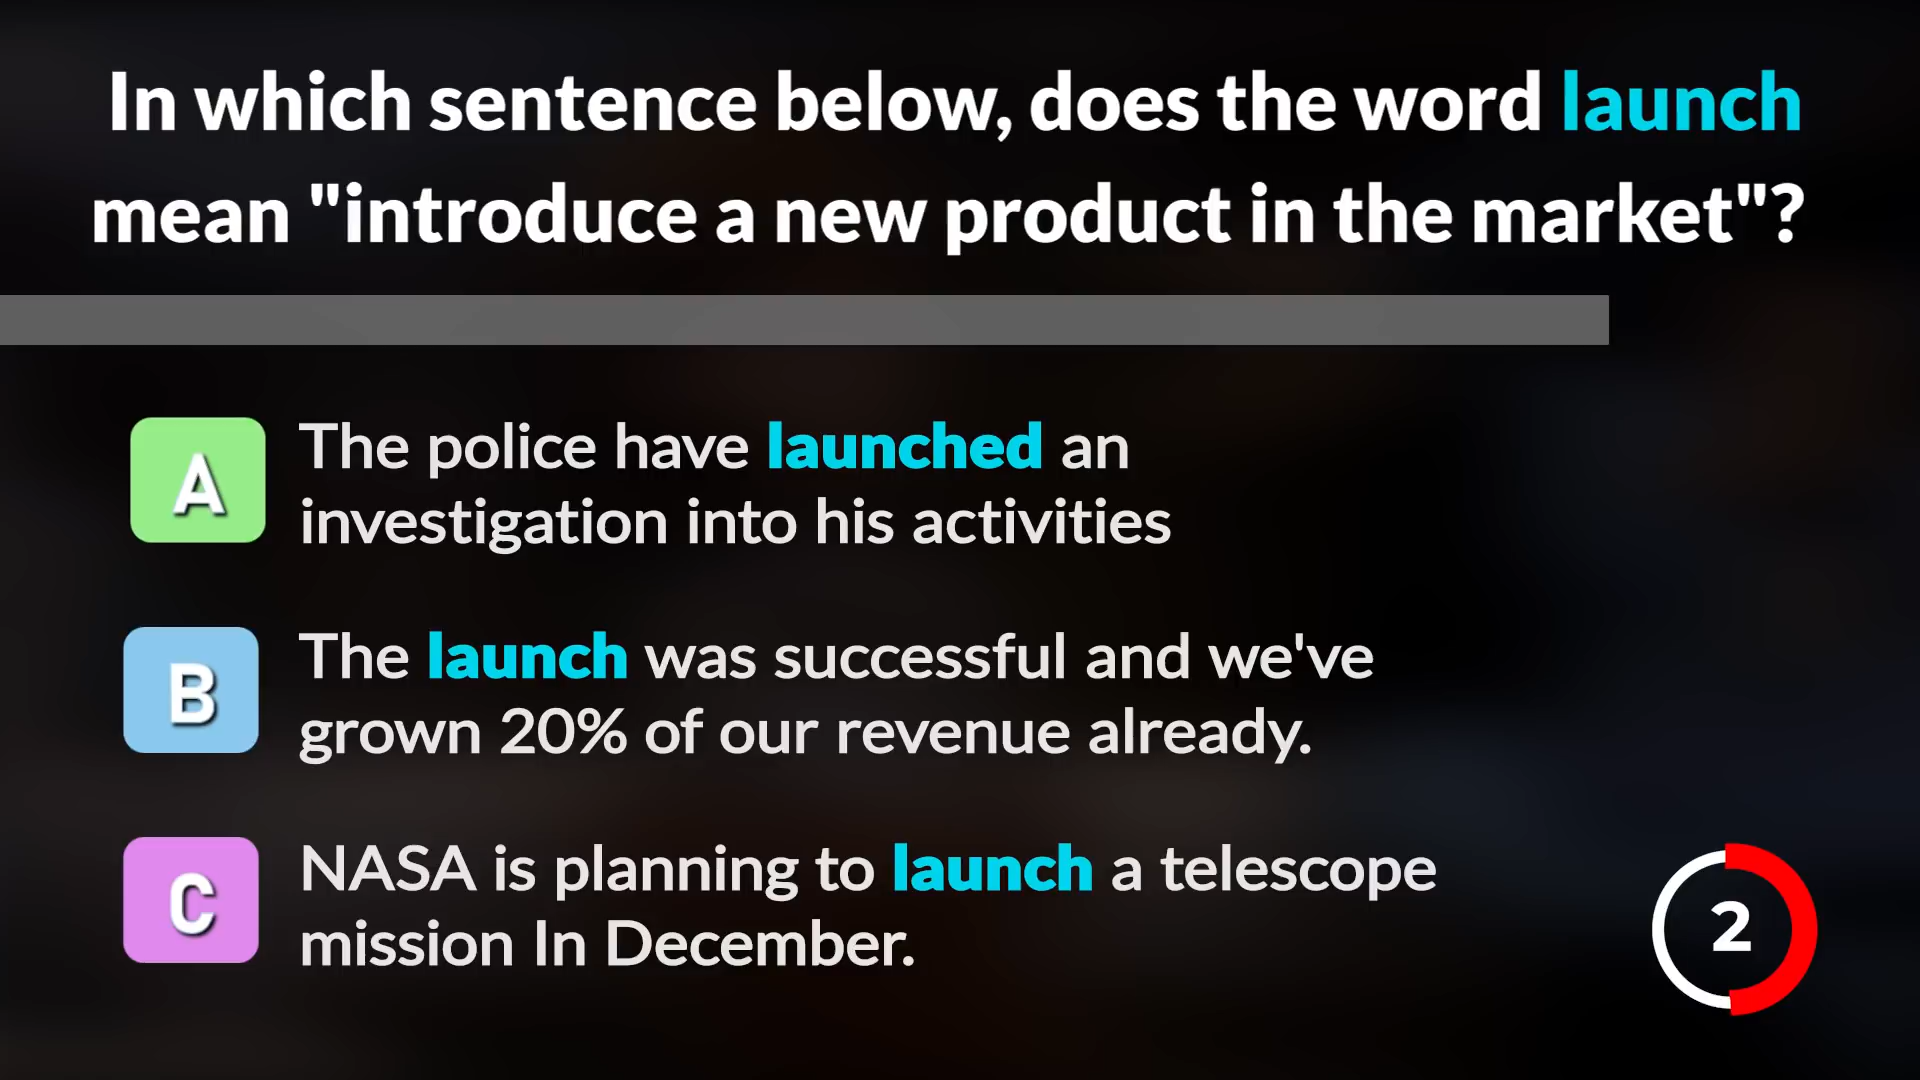 In which sentence below, does the word launch
mean "introduce a new product in the market"?
A
The police have launched an
investigation into his activities
B
The launch was successful and we've
grown 20% of our revenue already.
C
NASA is planning to launch a telescope
mission In December.
2